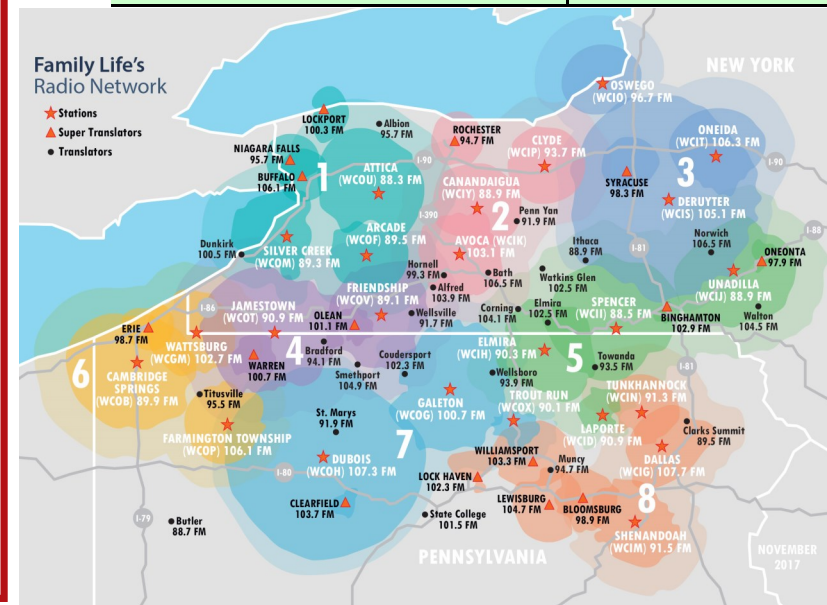 Family Life's
Radio Network
Stations
Super Translators
Translators
NEW YORK
OSWEGO
(WCIO) 96.7 FM
LOCKPORT
100.3 FM
Albion
95.7 FM
ROCHESTER
94.7 FM
CLYDE
(WCIP) 93.7 FM
ONEIDA
(WCIT) 106.3 FM
NIAGARA FALLS
95.7 FM
I-90
I-90
BUFFALO
106.1 FM
1
ATTICA
(WCOU) 88.3 FM
CANANDAIGUA
(WCIY) 88.9 FM
SYRACUSE
98.3 FM
3
DERUYTER
(WCIS) 105.1 FM
2
Penn Yan
91.9 FM
I-390
ARCADE
(WCOF) 89.5 FM
AVOCA (WCIK)
103.1 FM
Norwich
106.5 FM
I-88
Dunkirk
100.5 FM
SILVER CREEK
(WCOM) 89.3 FM
Ithaca
88.9 FM
I-81
ONEONTA
97.9 FM
Hornell
99.3 FM
Bath
106.5 FM
Watkins Glen
102.5 FM
UNADILLA
(WCIJ) 88.9 FM
Alfred
103.9 FM
FRIENDSHIP
(WCOV) 89.1 FM
I-86
JAMESTOWN
(WCOT) 90.9 FM
OLEAN
101.1 FM
Wellsville
91.7 FM
Corning
104.1 FM
Elmira
102.5 FM
SPENCER
(WCII) 88.5 FM
BINGHAMTON
102.9 FM
Walton
104.5 FM
ERIE
98.7 FM
WATTSBURG
(WCGM) 102.7 FM
4
Bradford
94.1 FM
ELMIRA
(WCIH) 90.3 FM
5
Towanda
93.5 FM
I-81
6
CAMBRIDGE
SPRINGS
(WCOB) 89.9 FM
WARREN
100.7 FM
Smethport
104.9 FM
Coudersport
102.3 FM
Wellsboro
93.9 FM
TUNKHANNOCK
(WCIN) 91.3 FM
Titusville
95.5 FM
GALETON
(WCOG) 100.7 FM
TROUT RUN
(WCOX) 90.1 FM
St. Marys
91.9 FM
LAPORTE
(WCID) 90.9 FM
Clarks Summit
89.5 FM
FARMINGTON TOWNSHIP
(WCOP) 106.1 FM
7
DUBOIS
(WCOH) 107.3 FM
WILLIAMSPORT
103.3 FM
Muncy
94.7 FM
DALLAS
(WCIG) 107.7 FM
I-80
LOCK HAVEN
102.3 FM
8
CLEARFIELD
103.7 FM
LEWISBURG
104.7 FM
BLOOMSBURG
98.9 FM
I-79
Butler
88.7 FM
State College
101.5 FM
SHENANDOAH
(WCIM) 91.5 FM
PENNSYLVANIA
NOVEMBER
2017